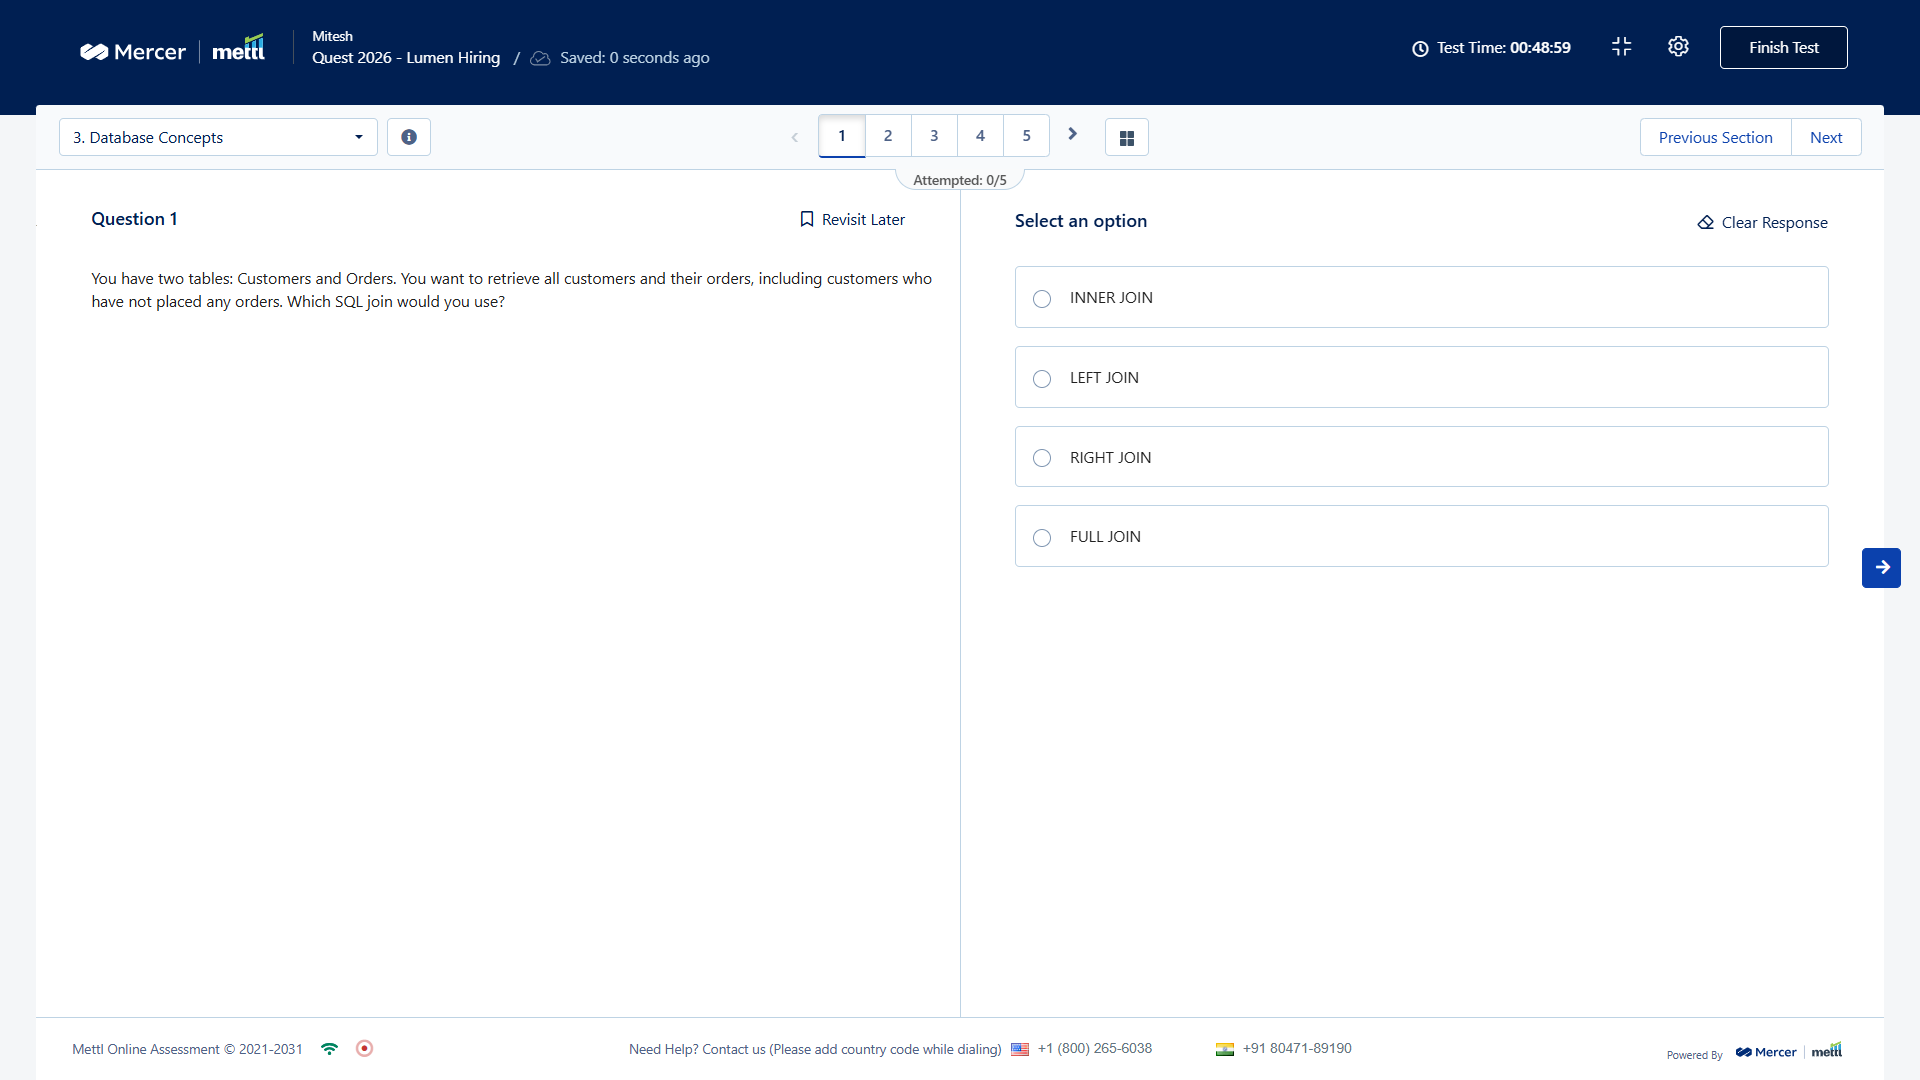 Mercer
mettl
Mitesh
Quest 2026 - Lumen Hiring / Saved: 0 seconds ago
Test Time: 00:48:59
Finish Test
3. Database Concepts
1 2 3 4 5
Previous Section
Next
Attempted: 0/5
Question 1
Revisit Later
You have two tables: Customers and Orders. You want to retrieve all customers and their orders, including customers who
have not placed any orders. Which SQL join would you use?
Select an option
Clear Response
INNER JOIN
LEFT JOIN
RIGHT JOIN
FULL JOIN
Mettl Online Assessment © 2021-2031
Need Help? Contact us (Please add country code while dialing)
+1 (800) 265-6038
+91 80471-89190
Powered By
Mercer
mettl